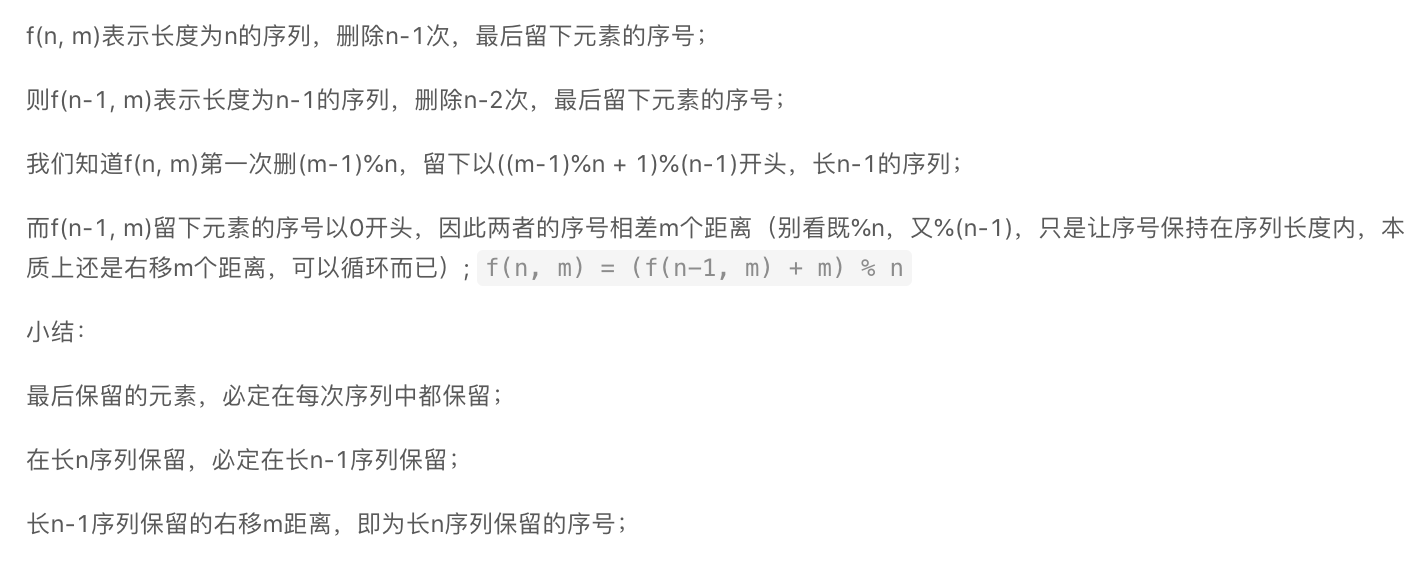 f(n, m)表示长度为n的序列，删除n-1次，最后留下元素的序号；
则f(n-1, m)表示长度为n-1的序列，删除n-2次，最后留下元素的序号；
我们知道f(n, m)第一次删(m-1)%n，留下以((m-1)%n + 1)%(n-1)开头，长n-1的序列；
而f(n-1, m)留下元素的序号以0开头，因此两者的序号相差m个距离（别看既%n，又%(n-1)，只是让序号保持在序列长度内，本
质上还是右移m个距离，可以循环而已）; f(n, m) = (f(n-1, m) + m) % n
小结：
最后保留的元素，必定在每次序列中都保留；
在长n序列保留，必定在长n-1序列保留；
长n-1序列保留的右移m距离，即为长n序列保留的序号；